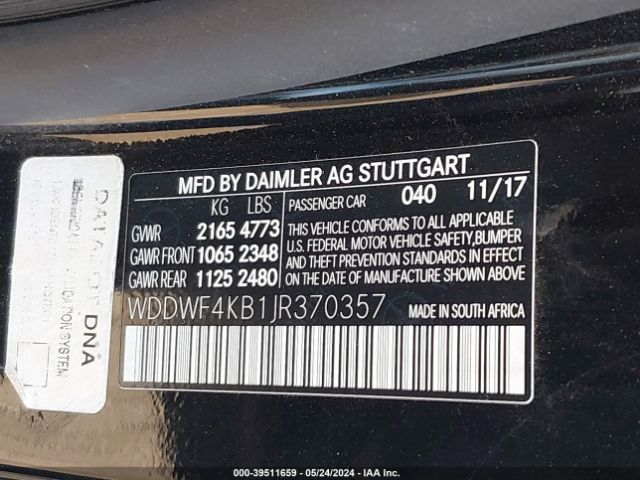 MFD BY DAIMLER AG STUTTGART
KG LBS
GVWR 2165 4773
GAWR FRONT 1065 2348
GAWR REAR 1125 2480
PASSENGER CAR 040 11/17
THIS VEHICLE CONFORMS TO ALL APPLICABLE
U.S. FEDERAL MOTOR VEHICLE SAFETY, BUMPER
AND THEFT PREVENTION STANDARDS IN EFFECT
ON THE DATE OF MANUFACTURE SHOWN ABOVE.
WDDWF4KB1JR370357
MADE IN SOUTH AFRICA
DNA
SYSTEM
000-39511659 - 05/24/2024 - IAA Inc.